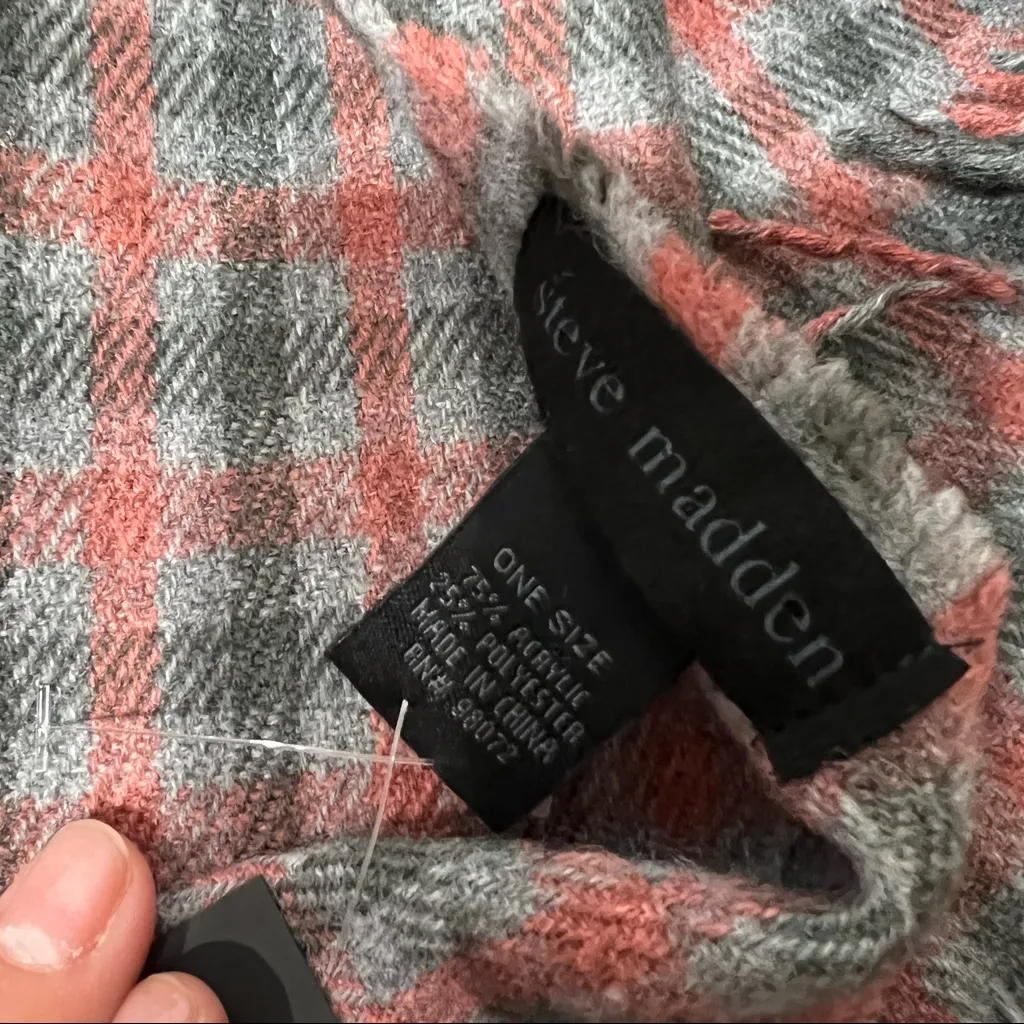 steve madden
ONE SIZE
75% ACRYLIC
25% POLYESTER
MADE IN CHINA
RN# 98072